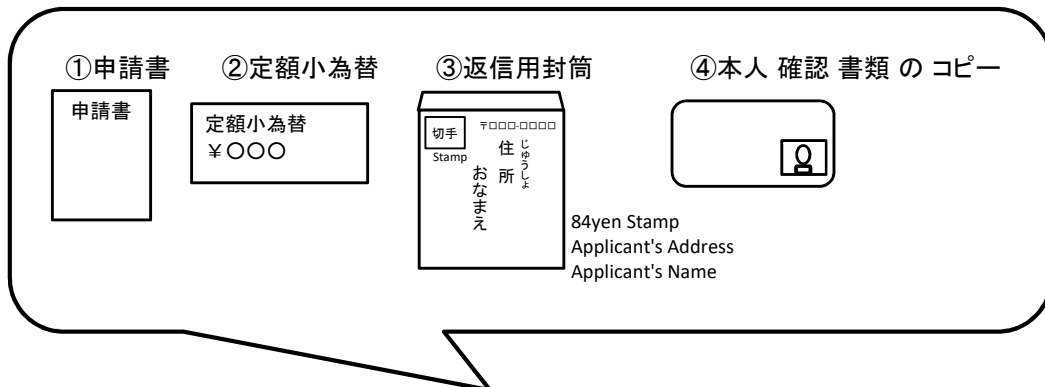 ①申請書 ②定額小為替 ③返信用封筒 ④本人 確認 書類 の コピー
申請書
定額小為替
￥〇〇〇
切手
Stamp
〒□□□-□□□□
住所
じゅうしょ
おなまえ
84yen Stamp
Applicant's Address
Applicant's Name